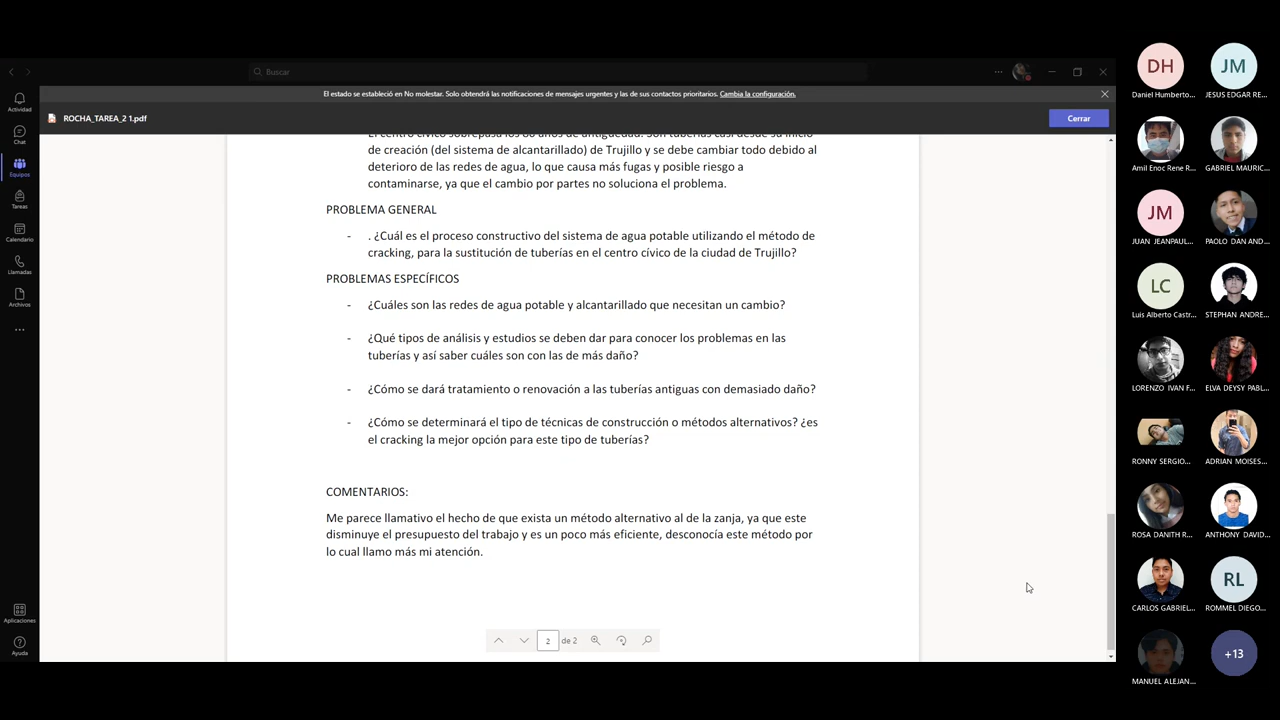 Buscar
El estado se estableció en No molestar. Solo obtendrá las notificaciones de mensajes urgentes y las de sus contactos prioritarios. Cambia la configuración.
ROCHA_TAREA_2 1.pdf
Cerrar
Actividad
Chat
Equipos
Tareas
Calendario
Llamadas
Archivos
Aplicaciones
Ayuda
de creación (del sistema de alcantarillado) de Trujillo y se debe cambiar todo debido al
deterioro de las redes de agua, lo que causa más fugas y posible riesgo a
contaminarse, ya que el cambio por partes no soluciona el problema.
PROBLEMA GENERAL
- . ¿Cuál es el proceso constructivo del sistema de agua potable utilizando el método de
cracking, para la sustitución de tuberías en el centro cívico de la ciudad de Trujillo?
PROBLEMAS ESPECÍFICOS
- ¿Cuáles son las redes de agua potable y alcantarillado que necesitan un cambio?
- ¿Qué tipos de análisis y estudios se deben dar para conocer los problemas en las
tuberías y así saber cuáles son con las de más daño?
- ¿Cómo se dará tratamiento o renovación a las tuberías antiguas con demasiado daño?
- ¿Cómo se determinará el tipo de técnicas de construcción o métodos alternativos? ¿es
el cracking la mejor opción para este tipo de tuberías?
COMENTARIOS:
Me parece llamativo el hecho de que exista un método alternativo al de la zanja, ya que este
disminuye el presupuesto del trabajo y es un poco más eficiente, desconocía este método por
lo cual llamo más mi atención.
2 de 2
DH
Daniel Humberto...
JM
JESUS EDGAR RE...
Amil Enoc Rene R...
GABRIEL MAURIC...
JM
JUAN JEANPAUL...
PAOLO DAN AND...
LC
Luis Alberto Castr...
STEPHAN ANDRE...
LORENZO IVAN F...
ELVA DEYSY PABL...
RONNY SERGIO...
ADRIAN MOISES...
ROSA DANITH R...
ANTHONY DAVID...
CARLOS GABRIEL...
RL
ROMMEL DIEGO...
MANUEL ALEJAN...
+13